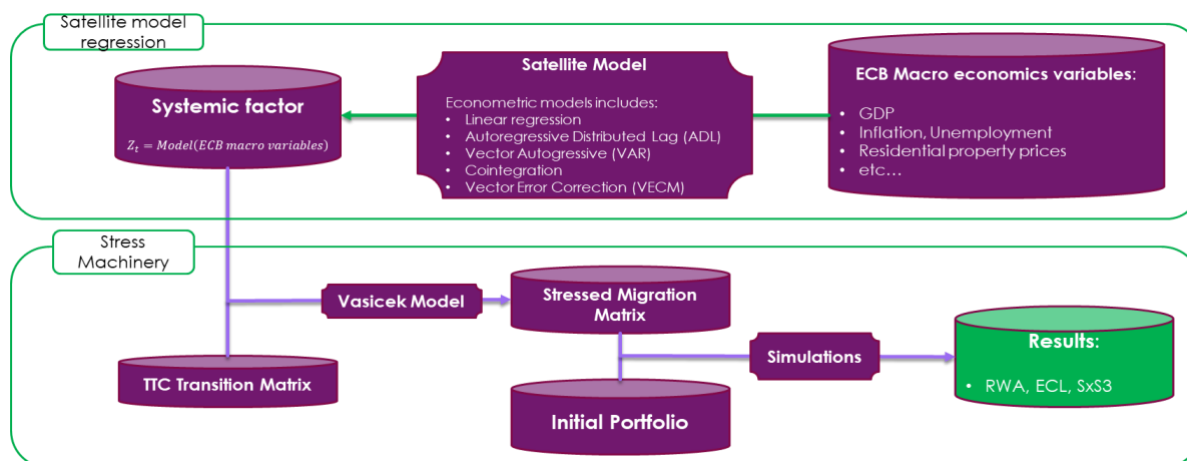 Satellite model
regression
Systemic factor
Z_t = Model(ECB macro variables)
Satellite Model
Econometric models includes:
• Linear regression
• Autoregressive Distributed Lag (ADL)
• Vector Autogressive (VAR)
• Cointegration
• Vector Error Correction (VECM)
ECB Macro economics variables:
• GDP
• Inflation, Unemployment
• Residential property prices
• etc…
Stress
Machinery
Vasicek Model
TTC Transition Matrix
Stressed Migration
Matrix
Initial Portfolio
Simulations
Results:
• RWA, ECL, SxS3